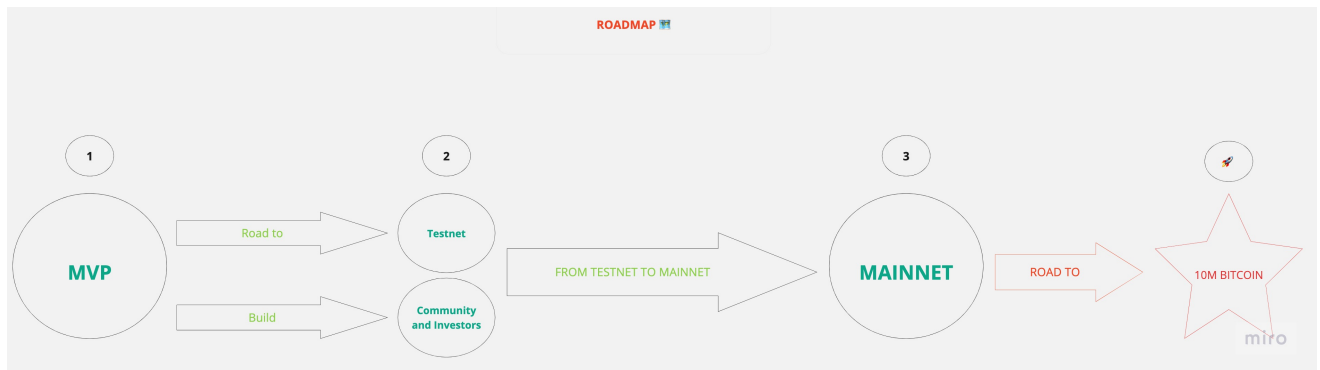 ROADMAP 🗺️
1
2
3
🚀
MVP
Road to
Build
Testnet
Community
and Investors
FROM TESTNET TO MAINNET
MAINNET
ROAD TO
10M BITCOIN
miro